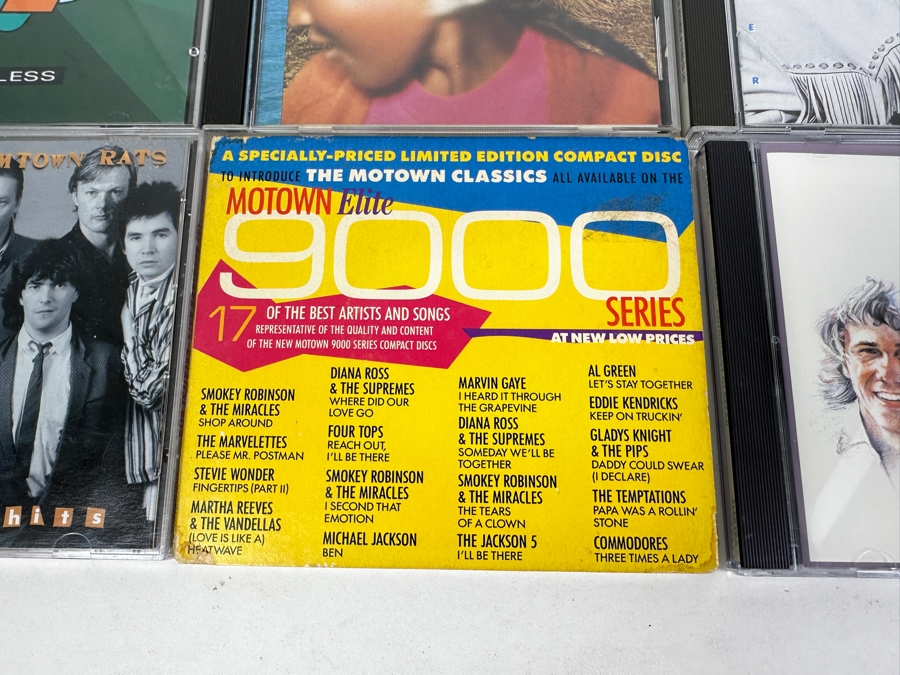 LESS
E
R
MTOWN RATS
hits
A SPECIALLY-PRICED LIMITED EDITION COMPACT DISC
TO INTRODUCE THE MOTOWN CLASSICS ALL AVAILABLE ON THE
MOTOWN Elite
9000
SERIES
AT NEW LOW PRICES
17 OF THE BEST ARTISTS AND SONGS
REPRESENTATIVE OF THE QUALITY AND CONTENT
OF THE NEW MOTOWN 9000 SERIES COMPACT DISCS
SMOKEY ROBINSON
& THE MIRACLES
SHOP AROUND
THE MARVELETTES
PLEASE MR. POSTMAN
STEVIE WONDER
FINGERTIPS (PART II)
MARTHA REEVES
& THE VANDELLAS
(LOVE IS LIKE A)
HEATWAVE
DIANA ROSS
& THE SUPREMES
WHERE DID OUR
LOVE GO
FOUR TOPS
REACH OUT,
I'LL BE THERE
SMOKEY ROBINSON
& THE MIRACLES
I SECOND THAT
EMOTION
MICHAEL JACKSON
BEN
MARVIN GAYE
I HEARD IT THROUGH
THE GRAPEVINE
DIANA ROSS
& THE SUPREMES
SOMEDAY WE'LL BE
TOGETHER
SMOKEY ROBINSON
& THE MIRACLES
THE TEARS
OF A CLOWN
THE JACKSON 5
I'LL BE THERE
AL GREEN
LET'S STAY TOGETHER
EDDIE KENDRICKS
KEEP ON TRUCKIN'
GLADYS KNIGHT
& THE PIPS
DADDY COULD SWEAR
(I DECLARE)
THE TEMPTATIONS
PAPA WAS A ROLLIN'
STONE
COMMODORES
THREE TIMES A LADY